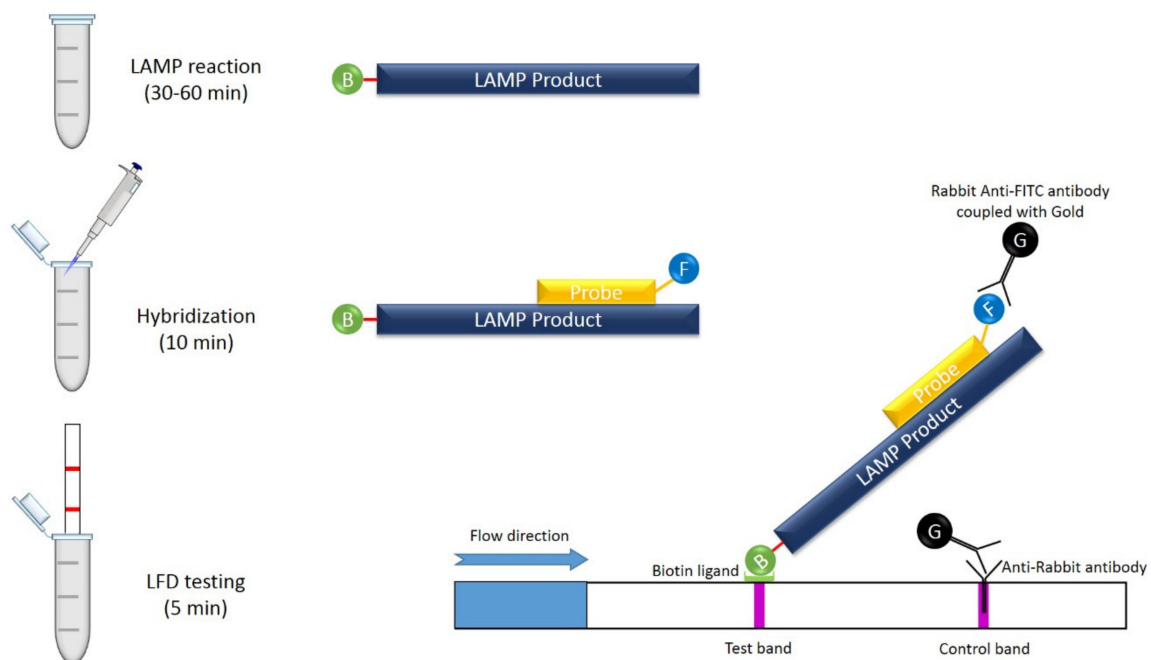 LAMP reaction
(30-60 min)
B
LAMP Product
Hybridization
(10 min)
F
Probe
B
LAMP Product
Rabbit Anti-FITC antibody
coupled with Gold
G
F
Probe
LAMP Product
B
LFD testing
(5 min)
Flow direction
Biotin ligand
G
Anti-Rabbit antibody
Test band
Control band